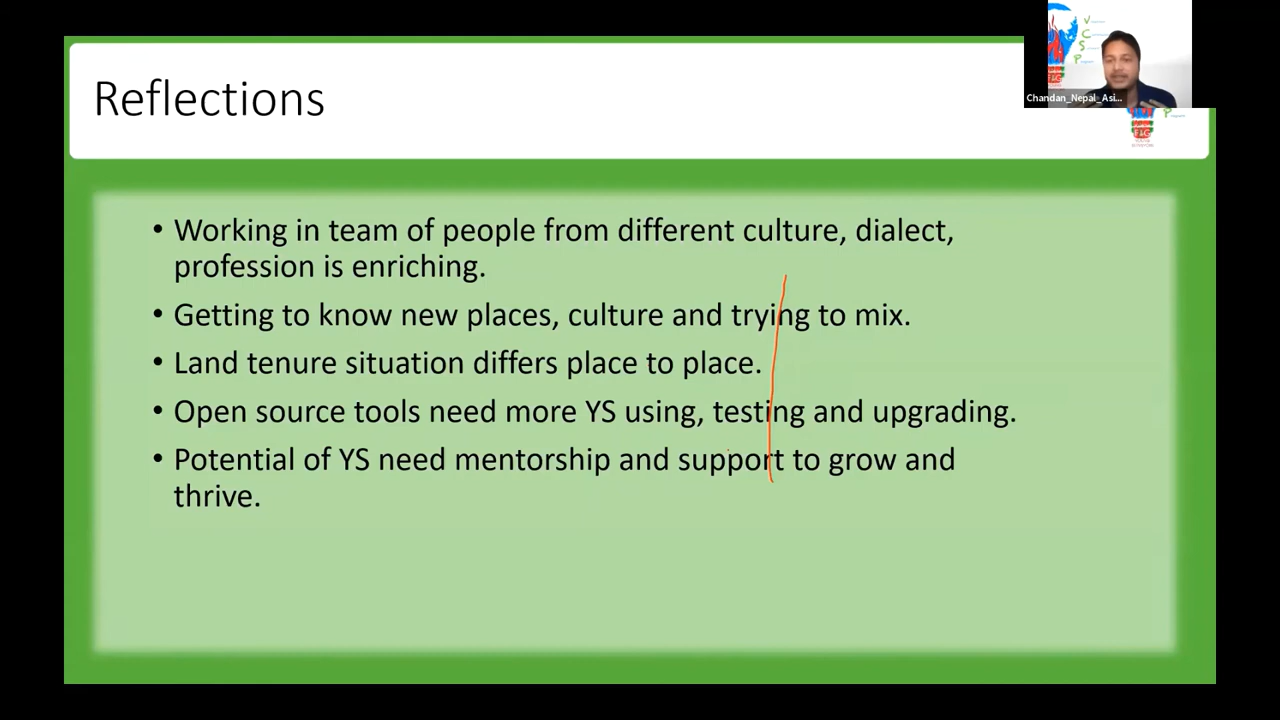 Reflections
V
C
S
P
Chandan_Nepal_Asi...
P
FIG
• Working in team of people from different culture, dialect,
profession is enriching.
• Getting to know new places, culture and trying to mix.
• Land tenure situation differs place to place.
• Open source tools need more YS using, testing and upgrading.
• Potential of YS need mentorship and support to grow and
thrive.